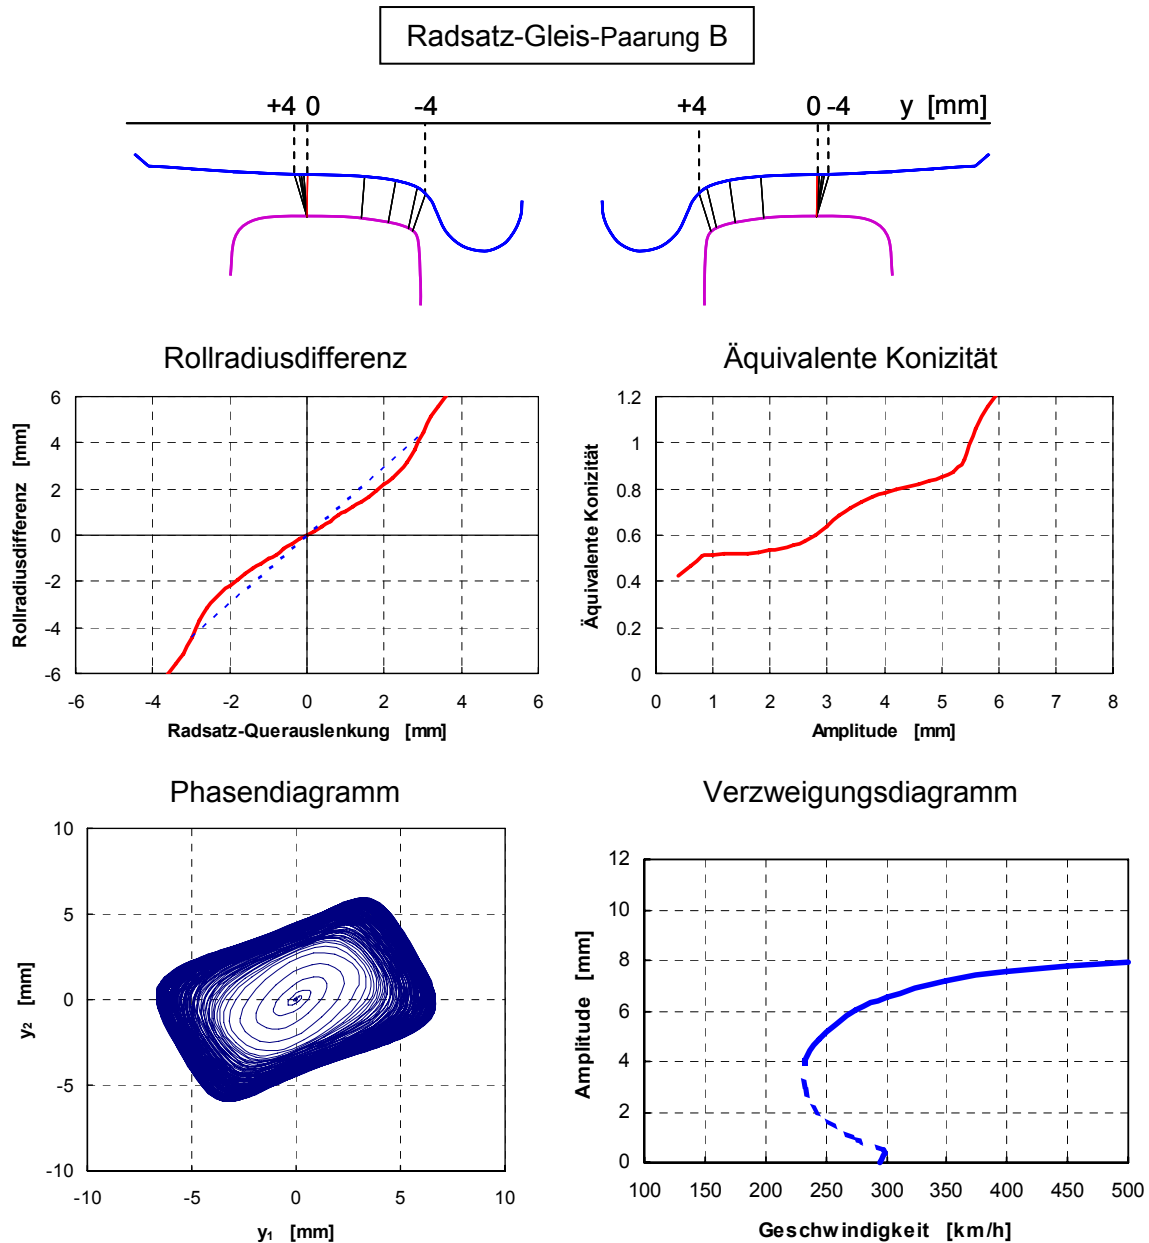 Radsatz-Gleis-Paarung B
+4 0 -4 +4 0 -4 y [mm]
Rollradiusdifferenz
Rollradiusdifferenz [mm]
6
4
2
0
-2
-4
-6
-6 -4 -2 0 2 4 6
Radsatz-Querauslenkung [mm]
Äquivalente Konizität
Äquivalente Konizität
1.2
1
0.8
0.6
0.4
0.2
0
0 1 2 3 4 5 6 7 8
Amplitude [mm]
Phasendiagramm
y₂ [mm]
10
5
0
-5
-10
-10 -5 0 5 10
y₁ [mm]
Verzweigungsdiagramm
Amplitude [mm]
12
10
8
6
4
2
0
100 150 200 250 300 350 400 450 500
Geschwindigkeit [km/h]